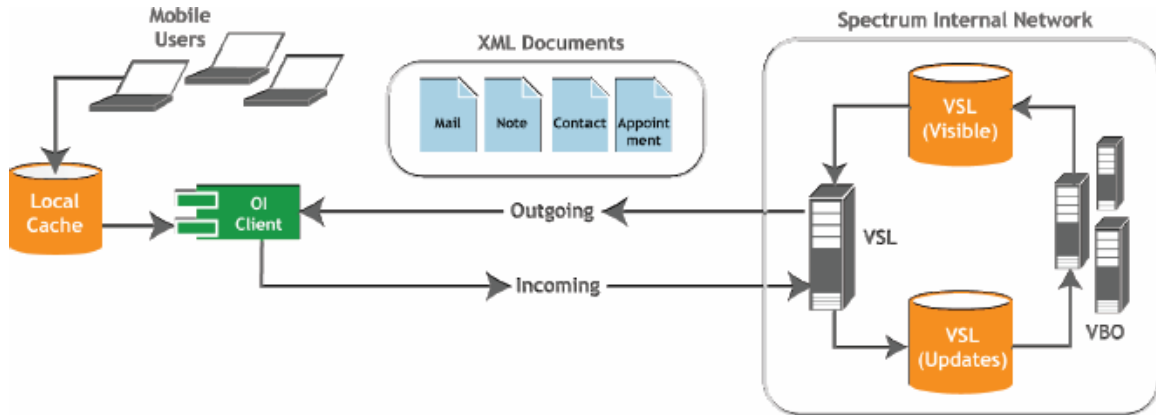 Mobile
Users
XML Documents
Spectrum Internal Network
Mail
Note
Contact
Appoint
ment
VSL
(Visible)
Local
Cache
OI
Client
Outgoing
VSL
Incoming
VSL
(Updates)
VBO